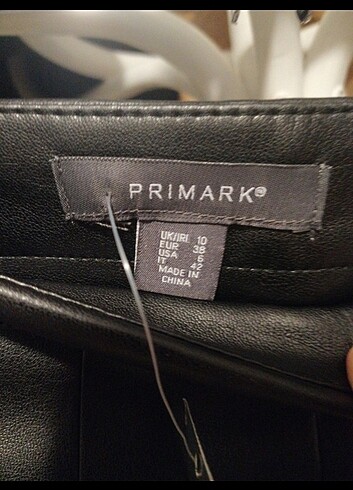 PRIMARK®
UK/IRL 10
EUR 38
USA 6
IT 42
MADE IN
CHINA